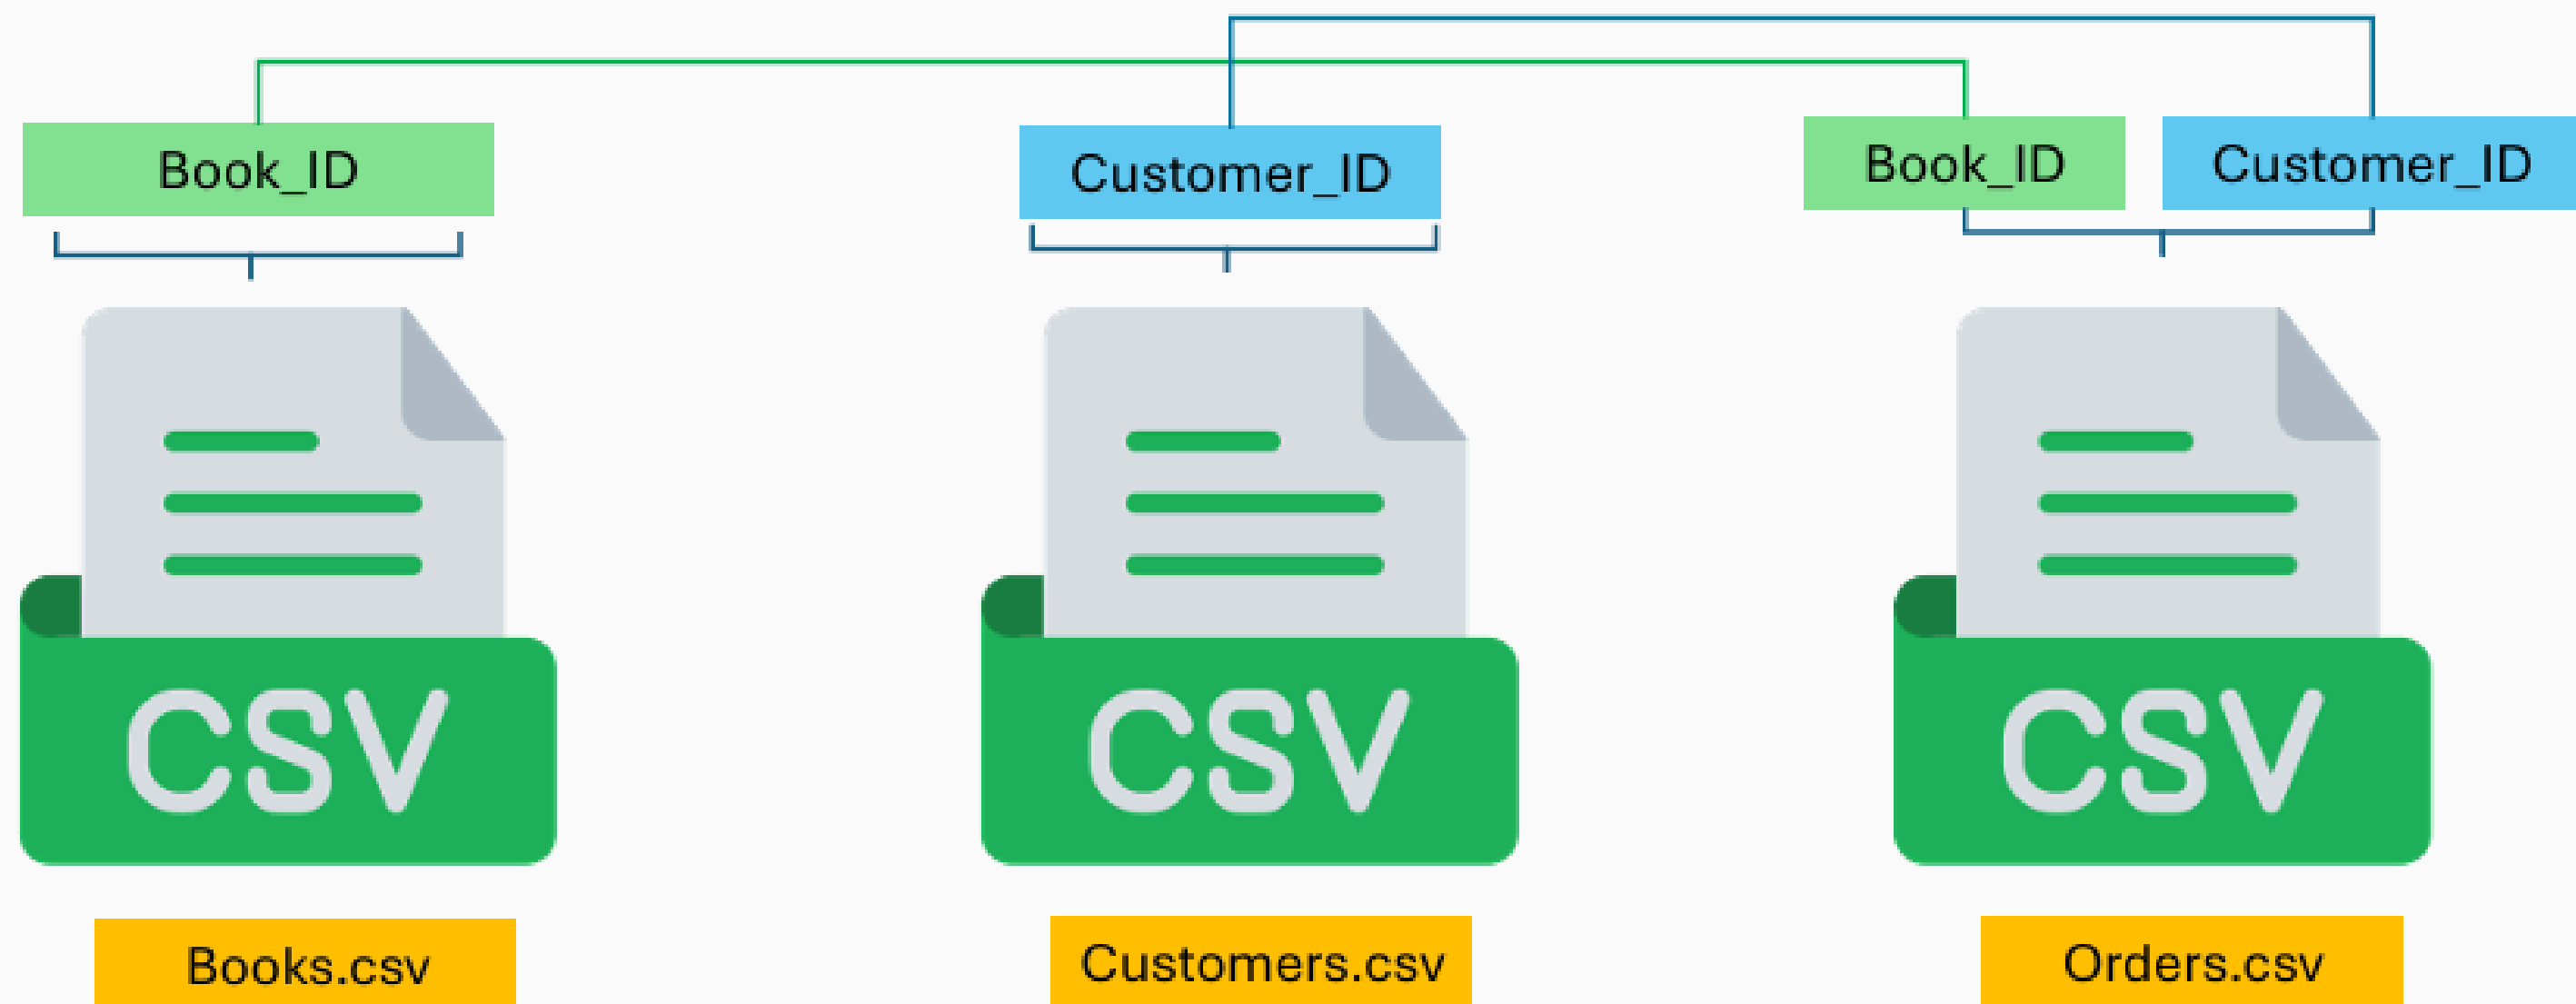 Book_ID
Customer_ID
Book_ID
Customer_ID
CSV
CSV
CSV
Books.csv
Customers.csv
Orders.csv